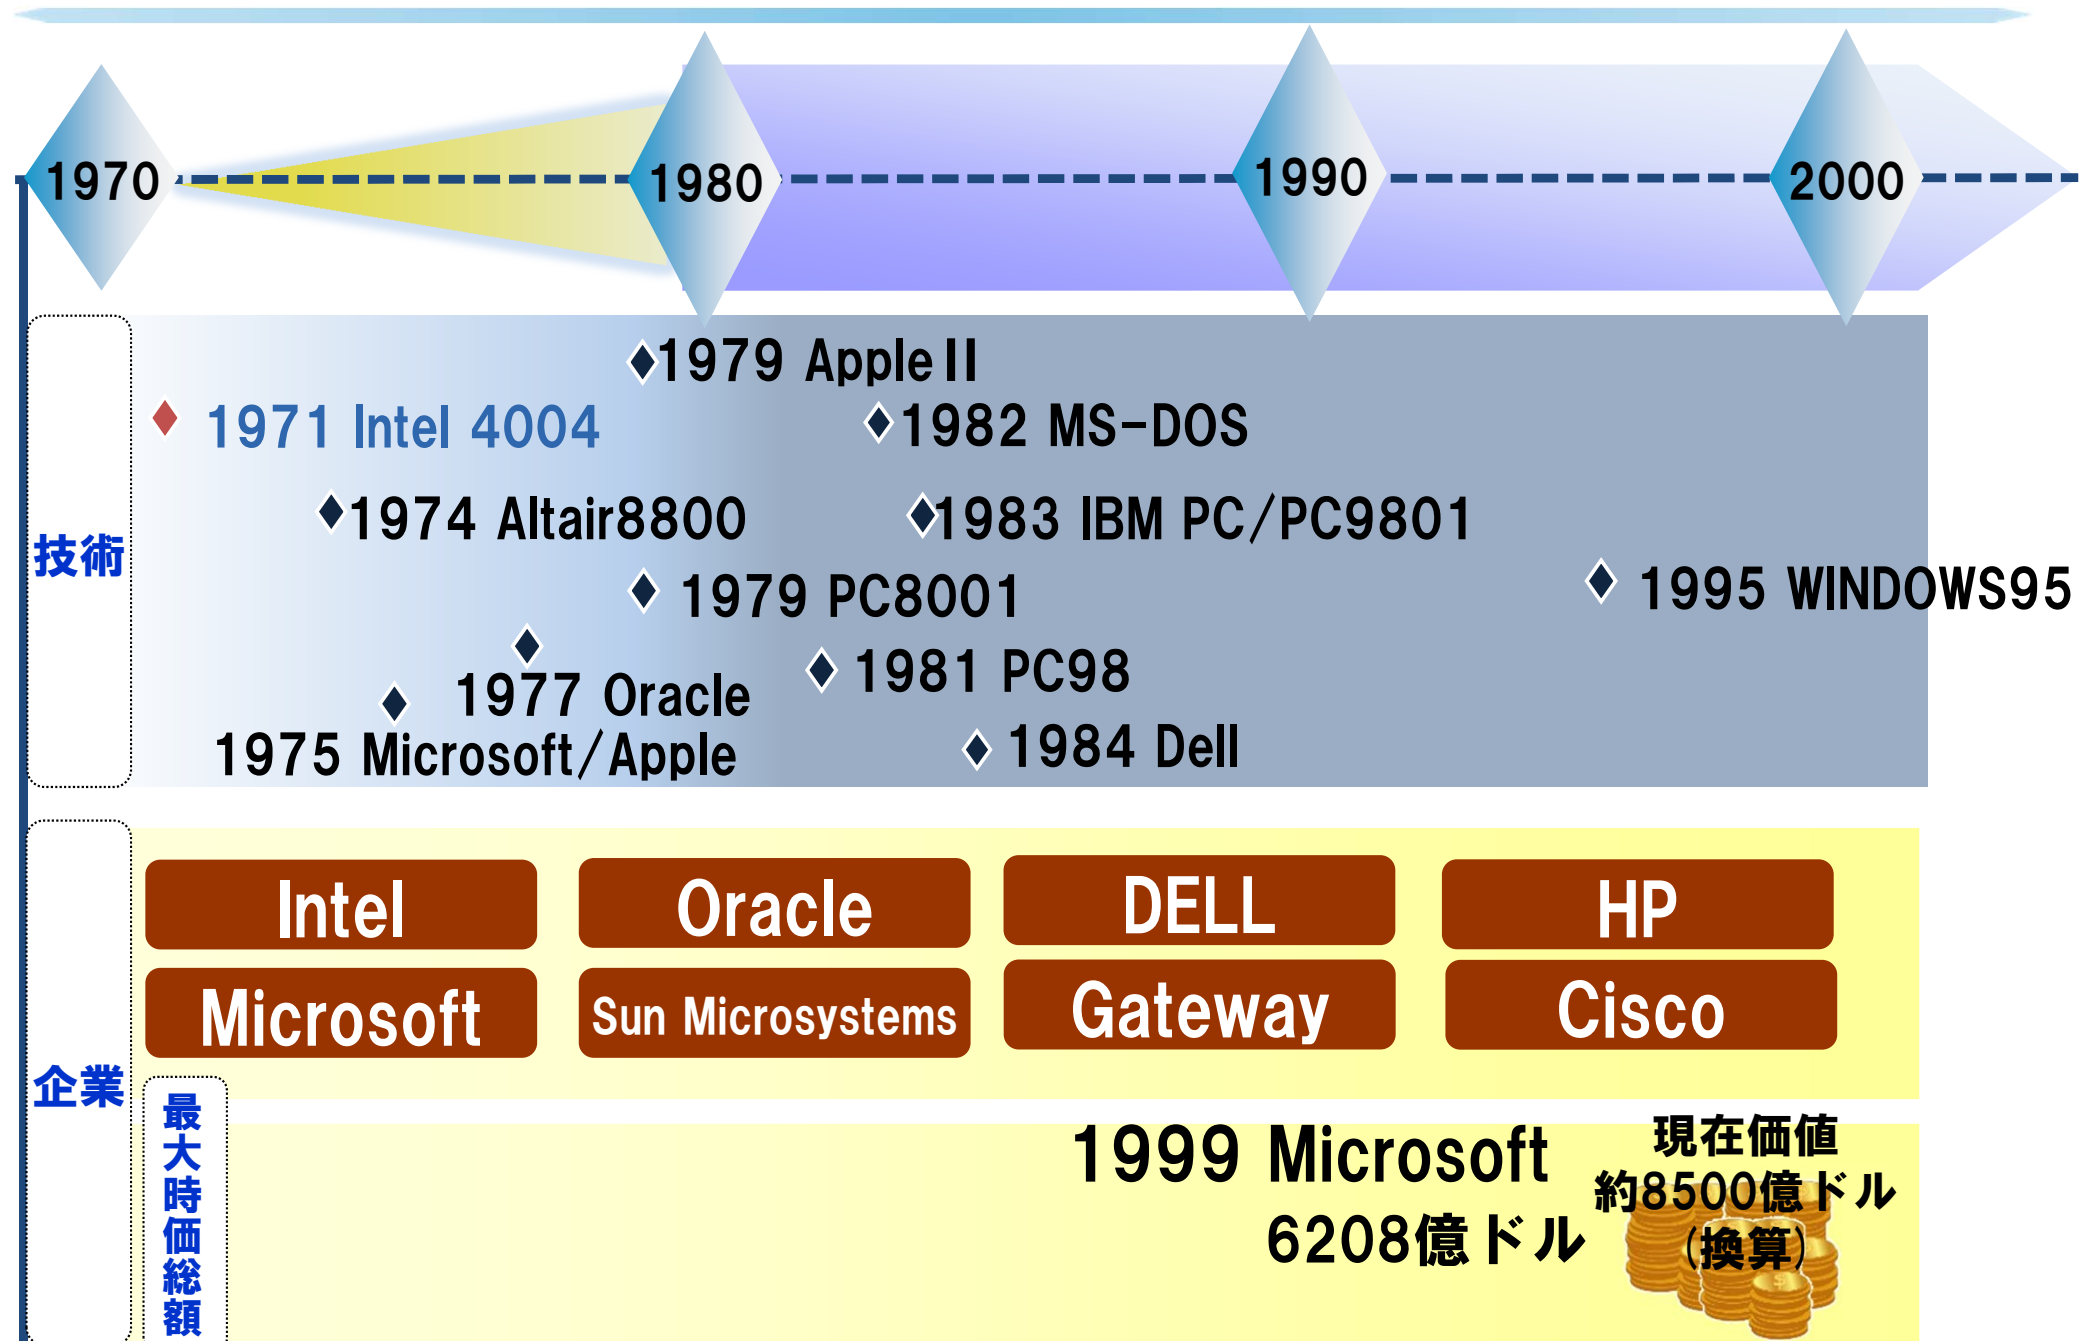 1970
1980
1990
2000
技術
1979 Apple II
1971 Intel 4004
1982 MS-DOS
1974 Altair8800
1983 IBM PC/PC9801
1979 PC8001
1995 WINDOWS95
1977 Oracle
1981 PC98
1975 Microsoft/Apple
1984 Dell
企業
Intel
Oracle
DELL
HP
Microsoft
Sun Microsystems
Gateway
Cisco
最大時価総額
1999 Microsoft
6208億ドル
現在価値
約8500億ドル
(換算)